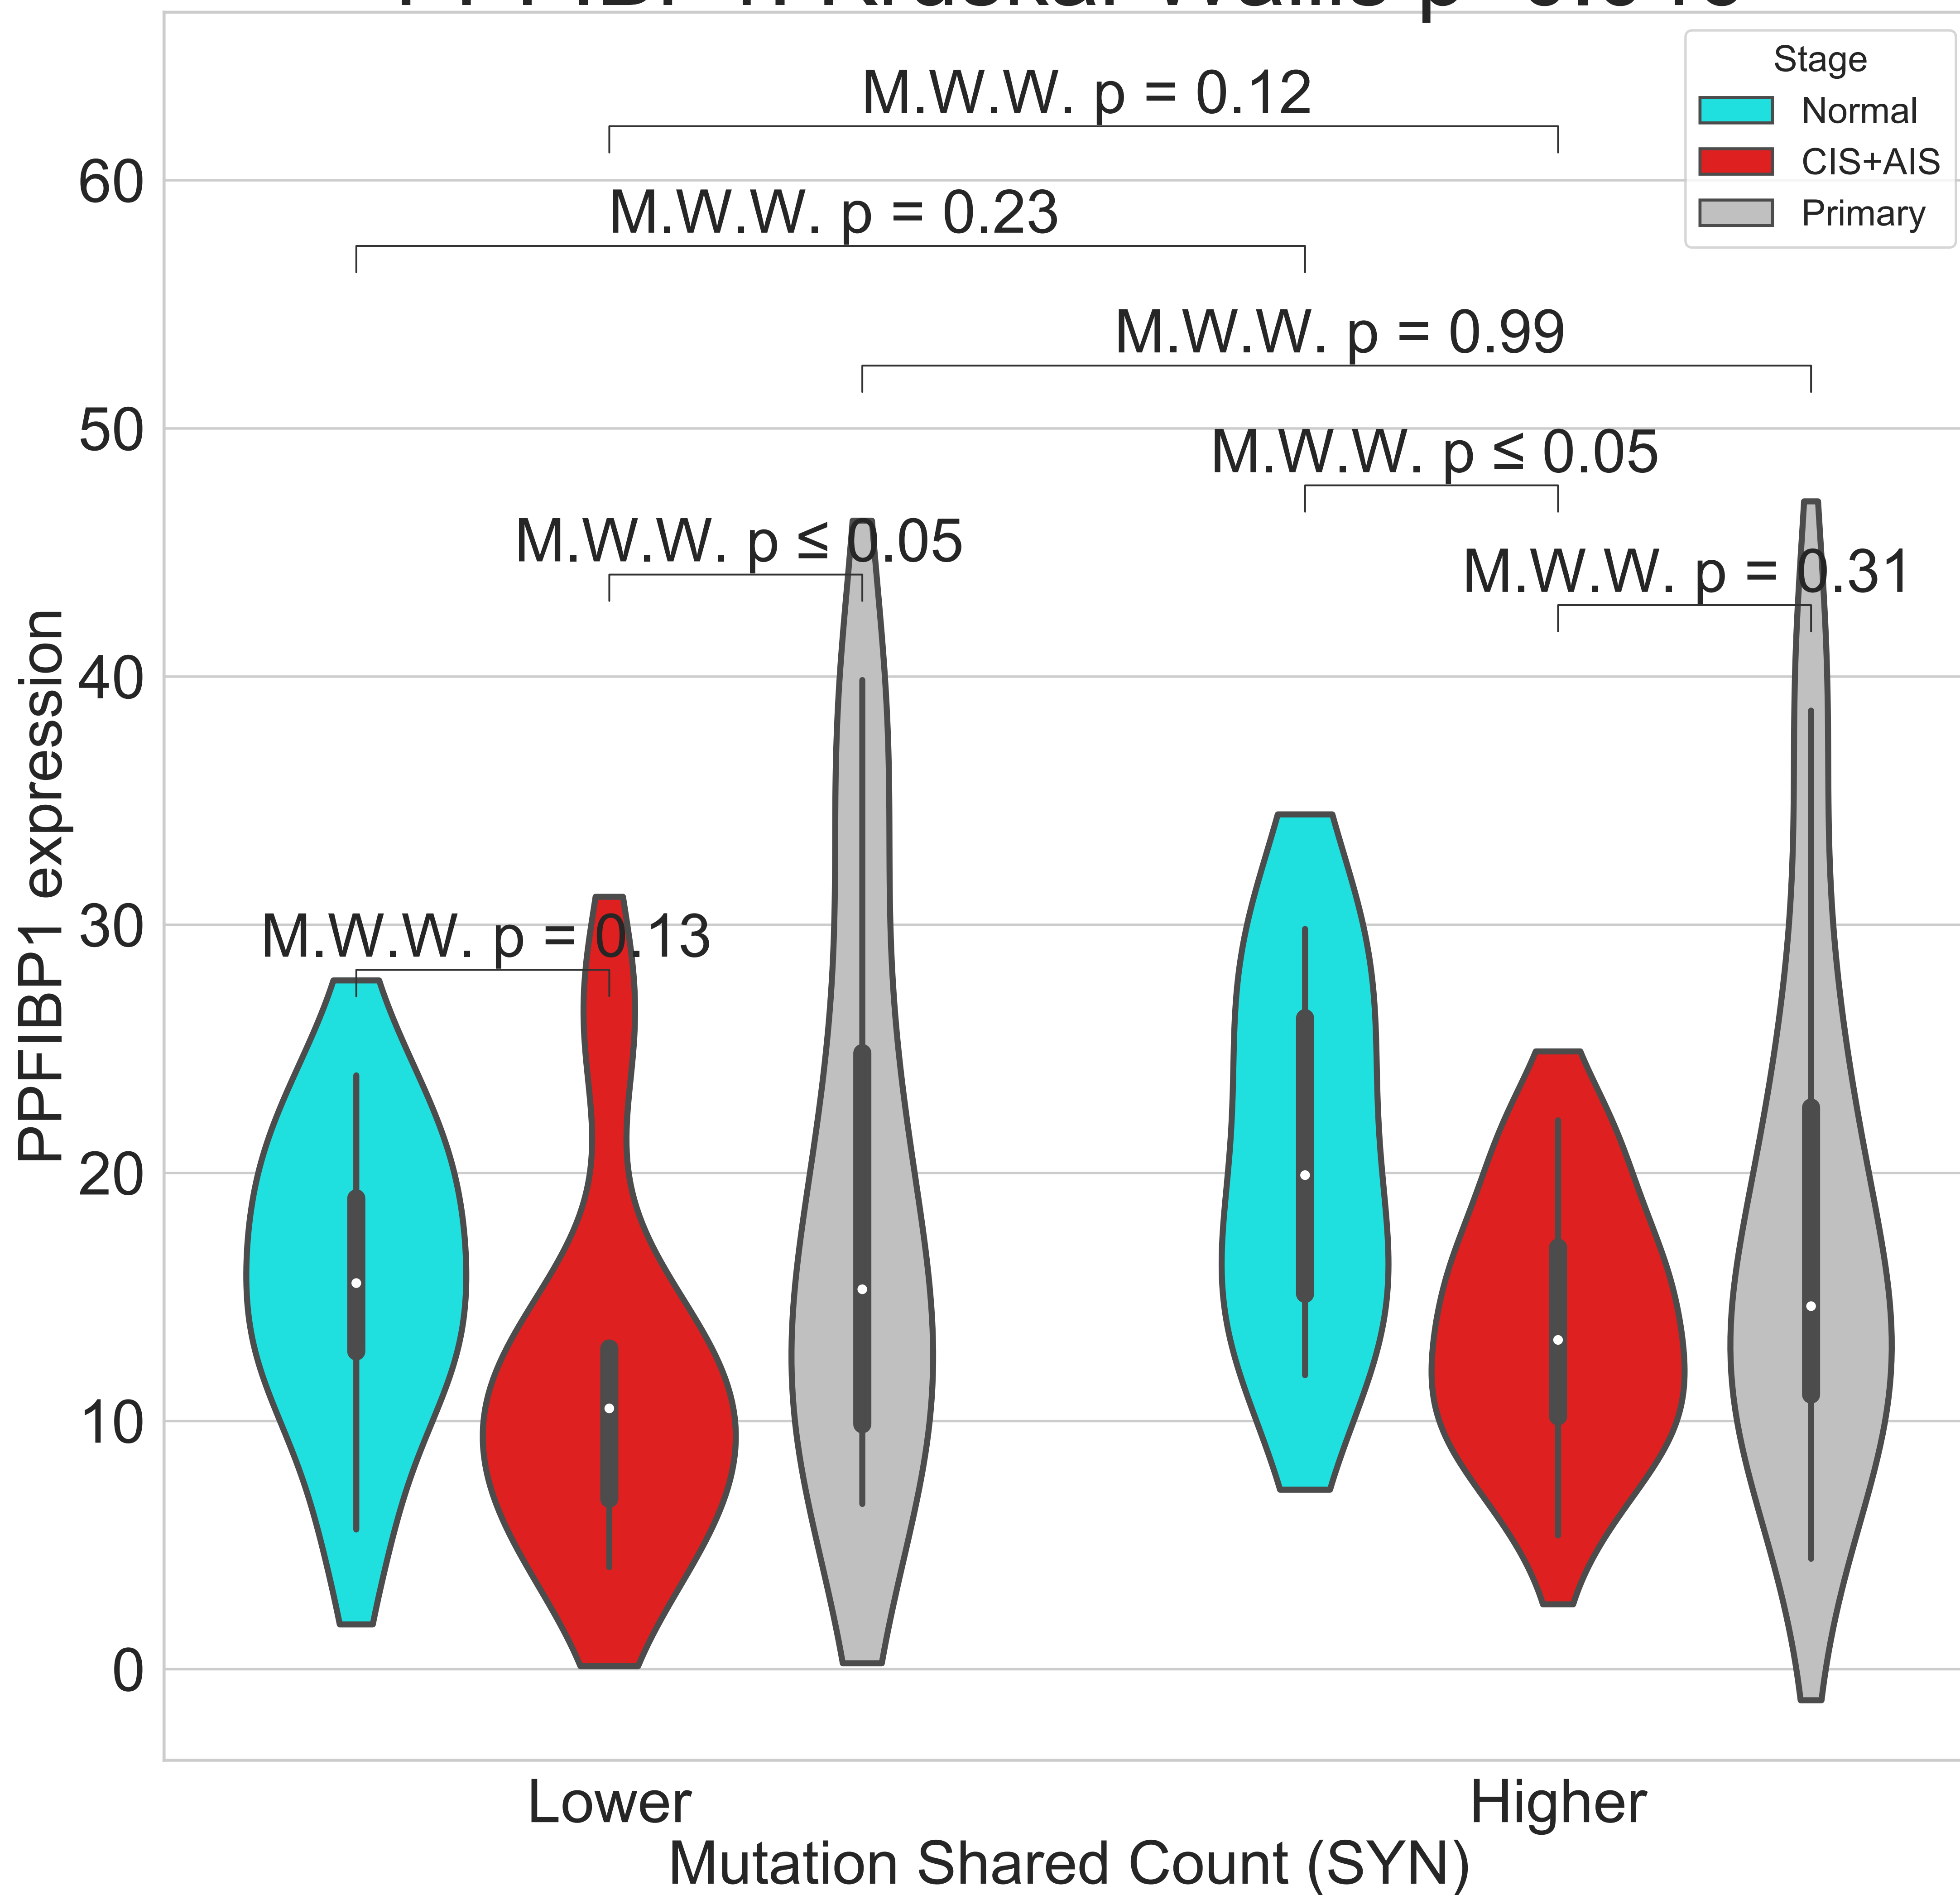 M.W.W. p = 0.12
Stage
Normal
CIS+AIS
Primary
60
M.W.W. p = 0.23
M.W.W. p = 0.99
50
M.W.W. p ≤ 0.05
M.W.W. p ≤ 0.05
M.W.W. p = 0.31
40
PPFIBP1 expression
30
M.W.W. p = 0.13
20
10
0
Lower
Higher
Mutation Shared Count (SYN)